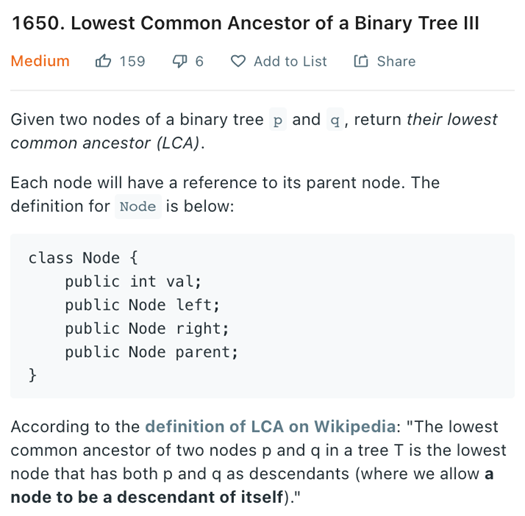 1650. Lowest Common Ancestor of a Binary Tree III
Medium 159 6 Add to List Share
Given two nodes of a binary tree p and q, return their lowest
common ancestor (LCA).
Each node will have a reference to its parent node. The
definition for Node is below:
class Node {
    public int val;
    public Node left;
    public Node right;
    public Node parent;
}
According to the definition of LCA on Wikipedia: "The lowest
common ancestor of two nodes p and q in a tree T is the lowest
node that has both p and q as descendants (where we allow a
node to be a descendant of itself)."